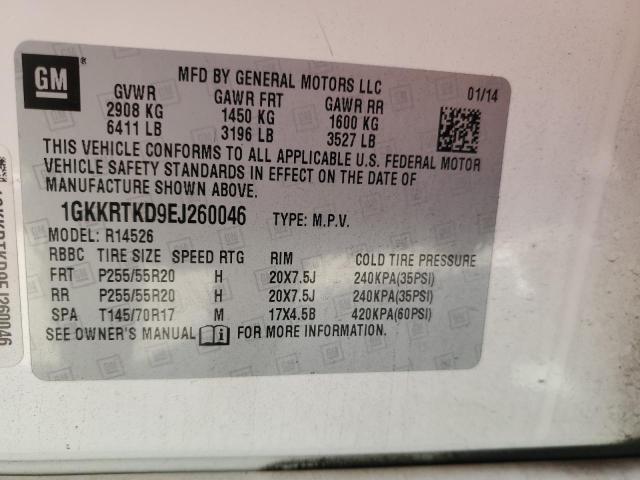 GM®
MFD BY GENERAL MOTORS LLC
01/14
GVWR GAWR FRT GAWR RR
2908 KG 1450 KG 1600 KG
6411 LB 3196 LB 3527 LB
THIS VEHICLE CONFORMS TO ALL APPLICABLE U.S. FEDERAL MOTOR
VEHICLE SAFETY STANDARDS IN EFFECT ON THE DATE OF
MANUFACTURE SHOWN ABOVE.
1GKKRTKD9EJ260046 TYPE: M.P.V.
MODEL: R14526
RBBC TIRE SIZE SPEED RTG RIM COLD TIRE PRESSURE
FRT P255/55R20 H 20X7.5J 240KPA(35PSI)
RR P255/55R20 H 20X7.5J 240KPA(35PSI)
SPA T145/70R17 M 17X4.5B 420KPA(60PSI)
SEE OWNER'S MANUAL FOR MORE INFORMATION
1GKKRTKD9EJ260046